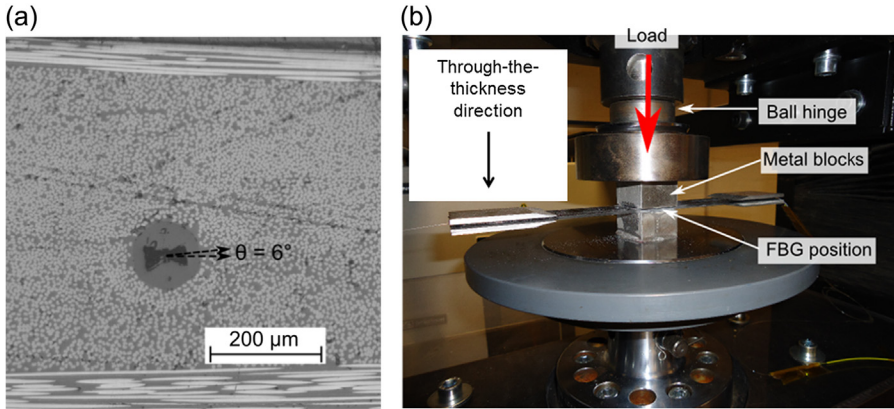 (a)
θ = 6°
200 μm
(b)
Load
Through-the-
thickness
direction
Ball hinge
Metal blocks
FBG position